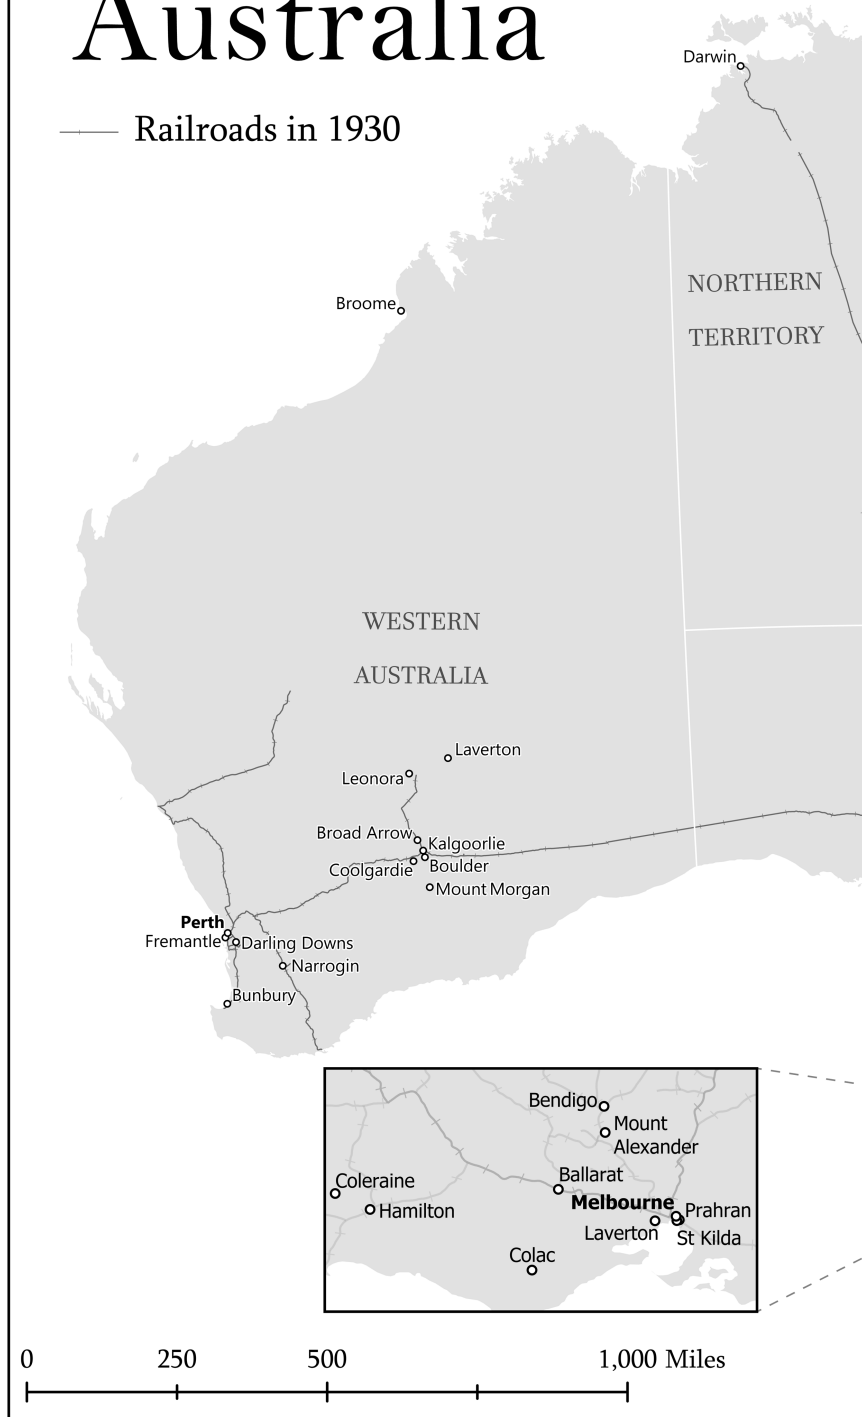 Australia
Railroads in 1930
Darwin
Broome
NORTHERN
TERRITORY
WESTERN
AUSTRALIA
Laverton
Leonora
Broad Arrow
Kalgoorlie
Coolgardie
Boulder
Mount Morgan
Perth
Fremantle
Darling Downs
Narrogin
Bunbury
Bendigo
Mount
Alexander
Coleraine
Ballarat
Hamilton
Melbourne
Prahran
Laverton
St Kilda
Colac
0 250 500 1,000 Miles